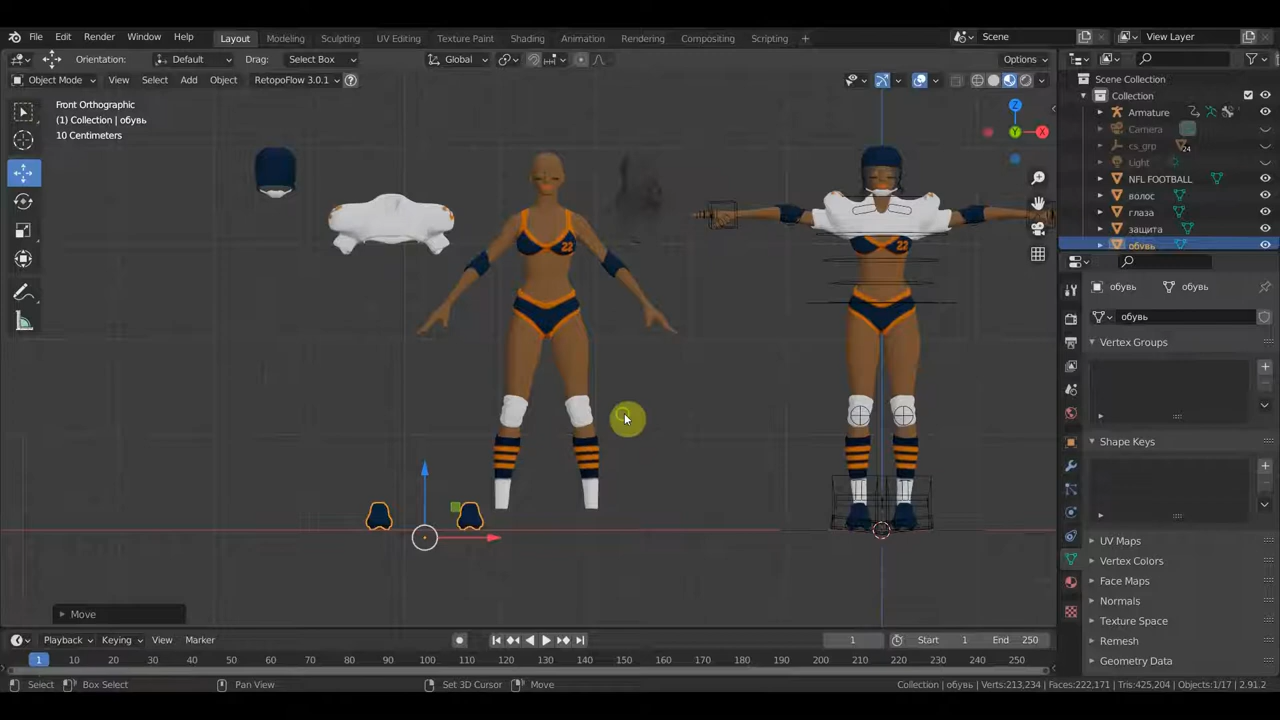 File Edit Render Window Help Layout Modeling Sculpting UV Editing Texture Paint Shading Animation Rendering Compositing Scripting + Scene View Layer
Orientation: Default Drag: Select Box Global Options
Object Mode View Select Add Object RetopoFlow 3.0.1
Scene Collection
Collection
Armature
Camera
cs_grp 24
Light
NFL FOOTBALL
волос
глаза
защита
обувь
Front Orthographic
(1) Collection | обувь
10 Centimeters
Z
X
Y
22
22
обувь обувь
обувь
Vertex Groups
Shape Keys
UV Maps
Vertex Colors
Face Maps
Normals
Texture Space
Remesh
Geometry Data
Move
Playback Keying View Marker 1 Start 1 End 250
1 10 20 30 40 50 60 70 80 90 100 110 120 130 140 150 160 170 180 190 200 210 220 230 240 250
Select Box Select Pan View Set 3D Cursor Move Collection | обувь | Verts:213,234 | Faces:222,171 | Tris:425,204 | Objects:1/17 | 2.91.2